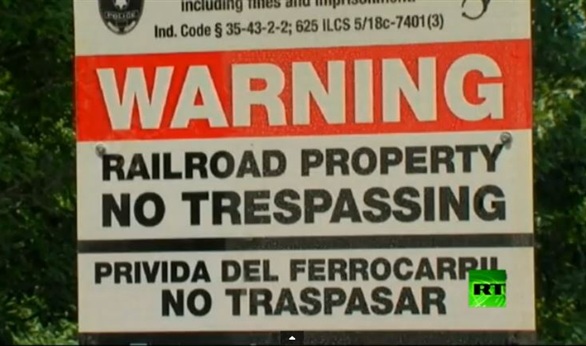 including fines and imprisonment.
Ind. Code § 35-43-2-2; 625 ILCS 5/18c-7401(3)
WARNING
RAILROAD PROPERTY
NO TRESPASSING
PRIVIDA DEL FERROCARRIL
NO TRASPASAR
RT